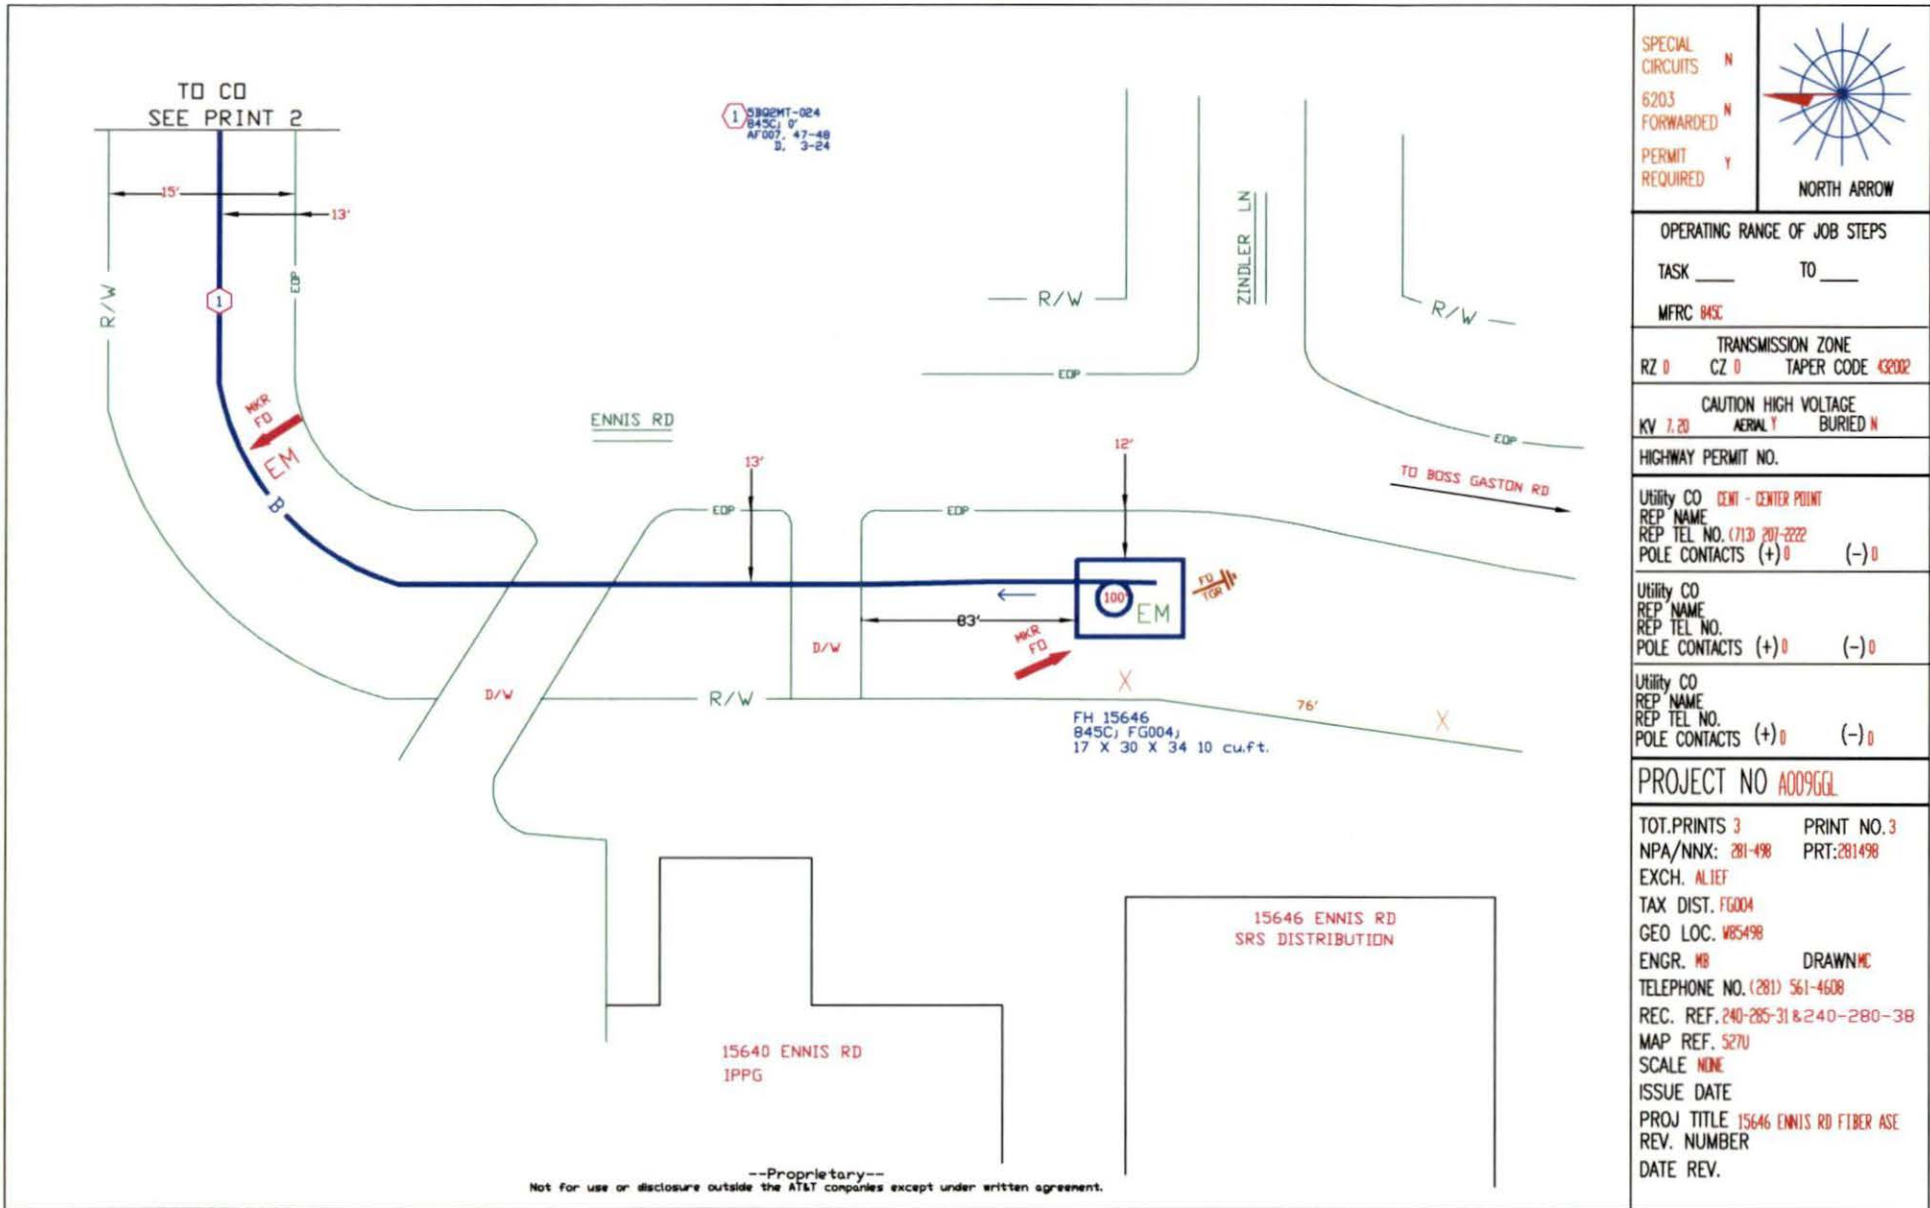 TO CO
SEE PRINT 2
1
5BQ2MT-024
845C; 0'
AF007, 47-48
D, 3-24
15'
13'
R/W
1
EOP
MKR
FO
EM
B
ENNIS RD
R/W
ZINDLER LN
R/W
EOP
EOP
13'
12'
TO BOSS GASTON RD
EOP
EOP
FO
TGR
100'
EM
83'
MKR
FO
D/W
D/W
R/W
X
76'
X
FH 15646
845C; FG004;
17 X 30 X 34 10 cu.ft.
15646 ENNIS RD
SRS DISTRIBUTION
15640 ENNIS RD
IPPG
--Proprietary--
Not for use or disclosure outside the AT&T companies except under written agreement.
SPECIAL
CIRCUITS N
6203
FORWARDED N
PERMIT
REQUIRED Y
NORTH ARROW
OPERATING RANGE OF JOB STEPS
TASK ____ TO ____
MFRC 845C
TRANSMISSION ZONE
RZ 0 CZ 0 TAPER CODE 432002
CAUTION HIGH VOLTAGE
KV 7.20 AERIAL Y BURIED N
HIGHWAY PERMIT NO.
Utility CO CENT - CENTER POINT
REP NAME
REP TEL NO. (713) 207-2222
POLE CONTACTS (+) 0 (-) 0
Utility CO
REP NAME
REP TEL NO.
POLE CONTACTS (+) 0 (-) 0
Utility CO
REP NAME
REP TEL NO.
POLE CONTACTS (+) 0 (-) 0
PROJECT NO A009GGL
TOT.PRINTS 3 PRINT NO. 3
NPA/NNX: 281-498 PRT: 281498
EXCH. ALIEF
TAX DIST. FG004
GEO LOC. W85498
ENGR. MB DRAWN MC
TELEPHONE NO. (281) 561-4608
REC. REF. 240-285-31 & 240-280-38
MAP REF. 527U
SCALE NONE
ISSUE DATE
PROJ TITLE 15646 ENNIS RD FIBER ASE
REV. NUMBER
DATE REV.